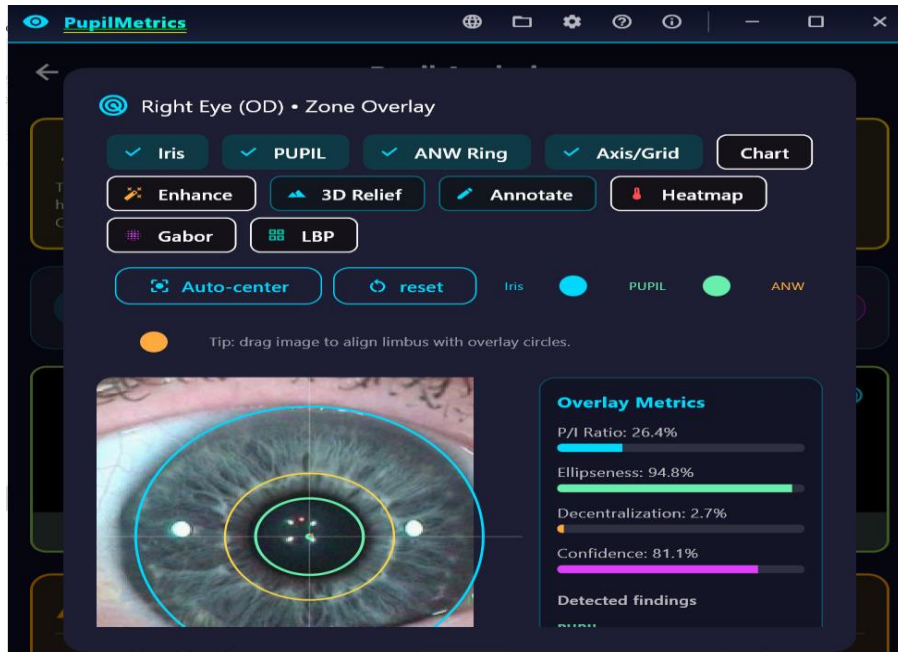 PupilMetrics
Right Eye (OD) • Zone Overlay
Iris PUPIL ANW Ring Axis/Grid Chart
Enhance 3D Relief Annotate Heatmap
Gabor LBP
Auto-center reset Iris PUPIL ANW
Tip: drag image to align limbus with overlay circles.
Overlay Metrics
P/I Ratio: 26.4%
Ellipseness: 94.8%
Decentralization: 2.7%
Confidence: 81.1%
Detected findings